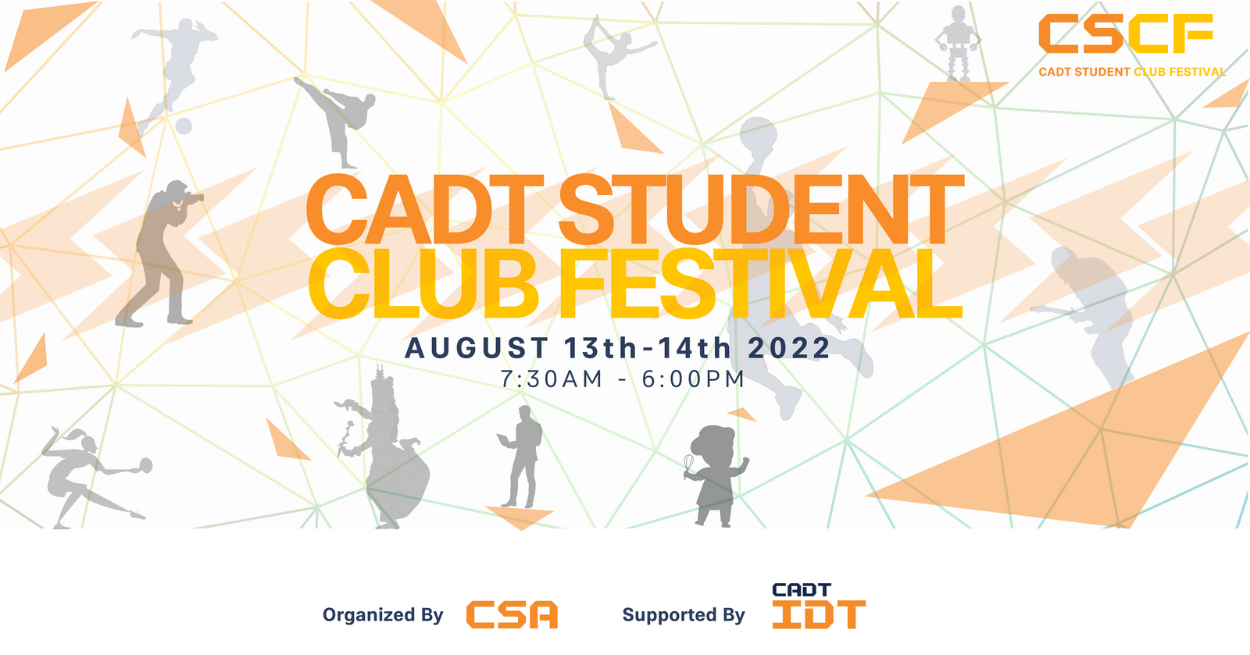 CSCF
CADT STUDENT CLUB FESTIVAL
CADT STUDENT
CLUB FESTIVAL
AUGUST 13th-14th 2022
7:30AM - 6:00PM
Organized By CSA
Supported By CADT IDT